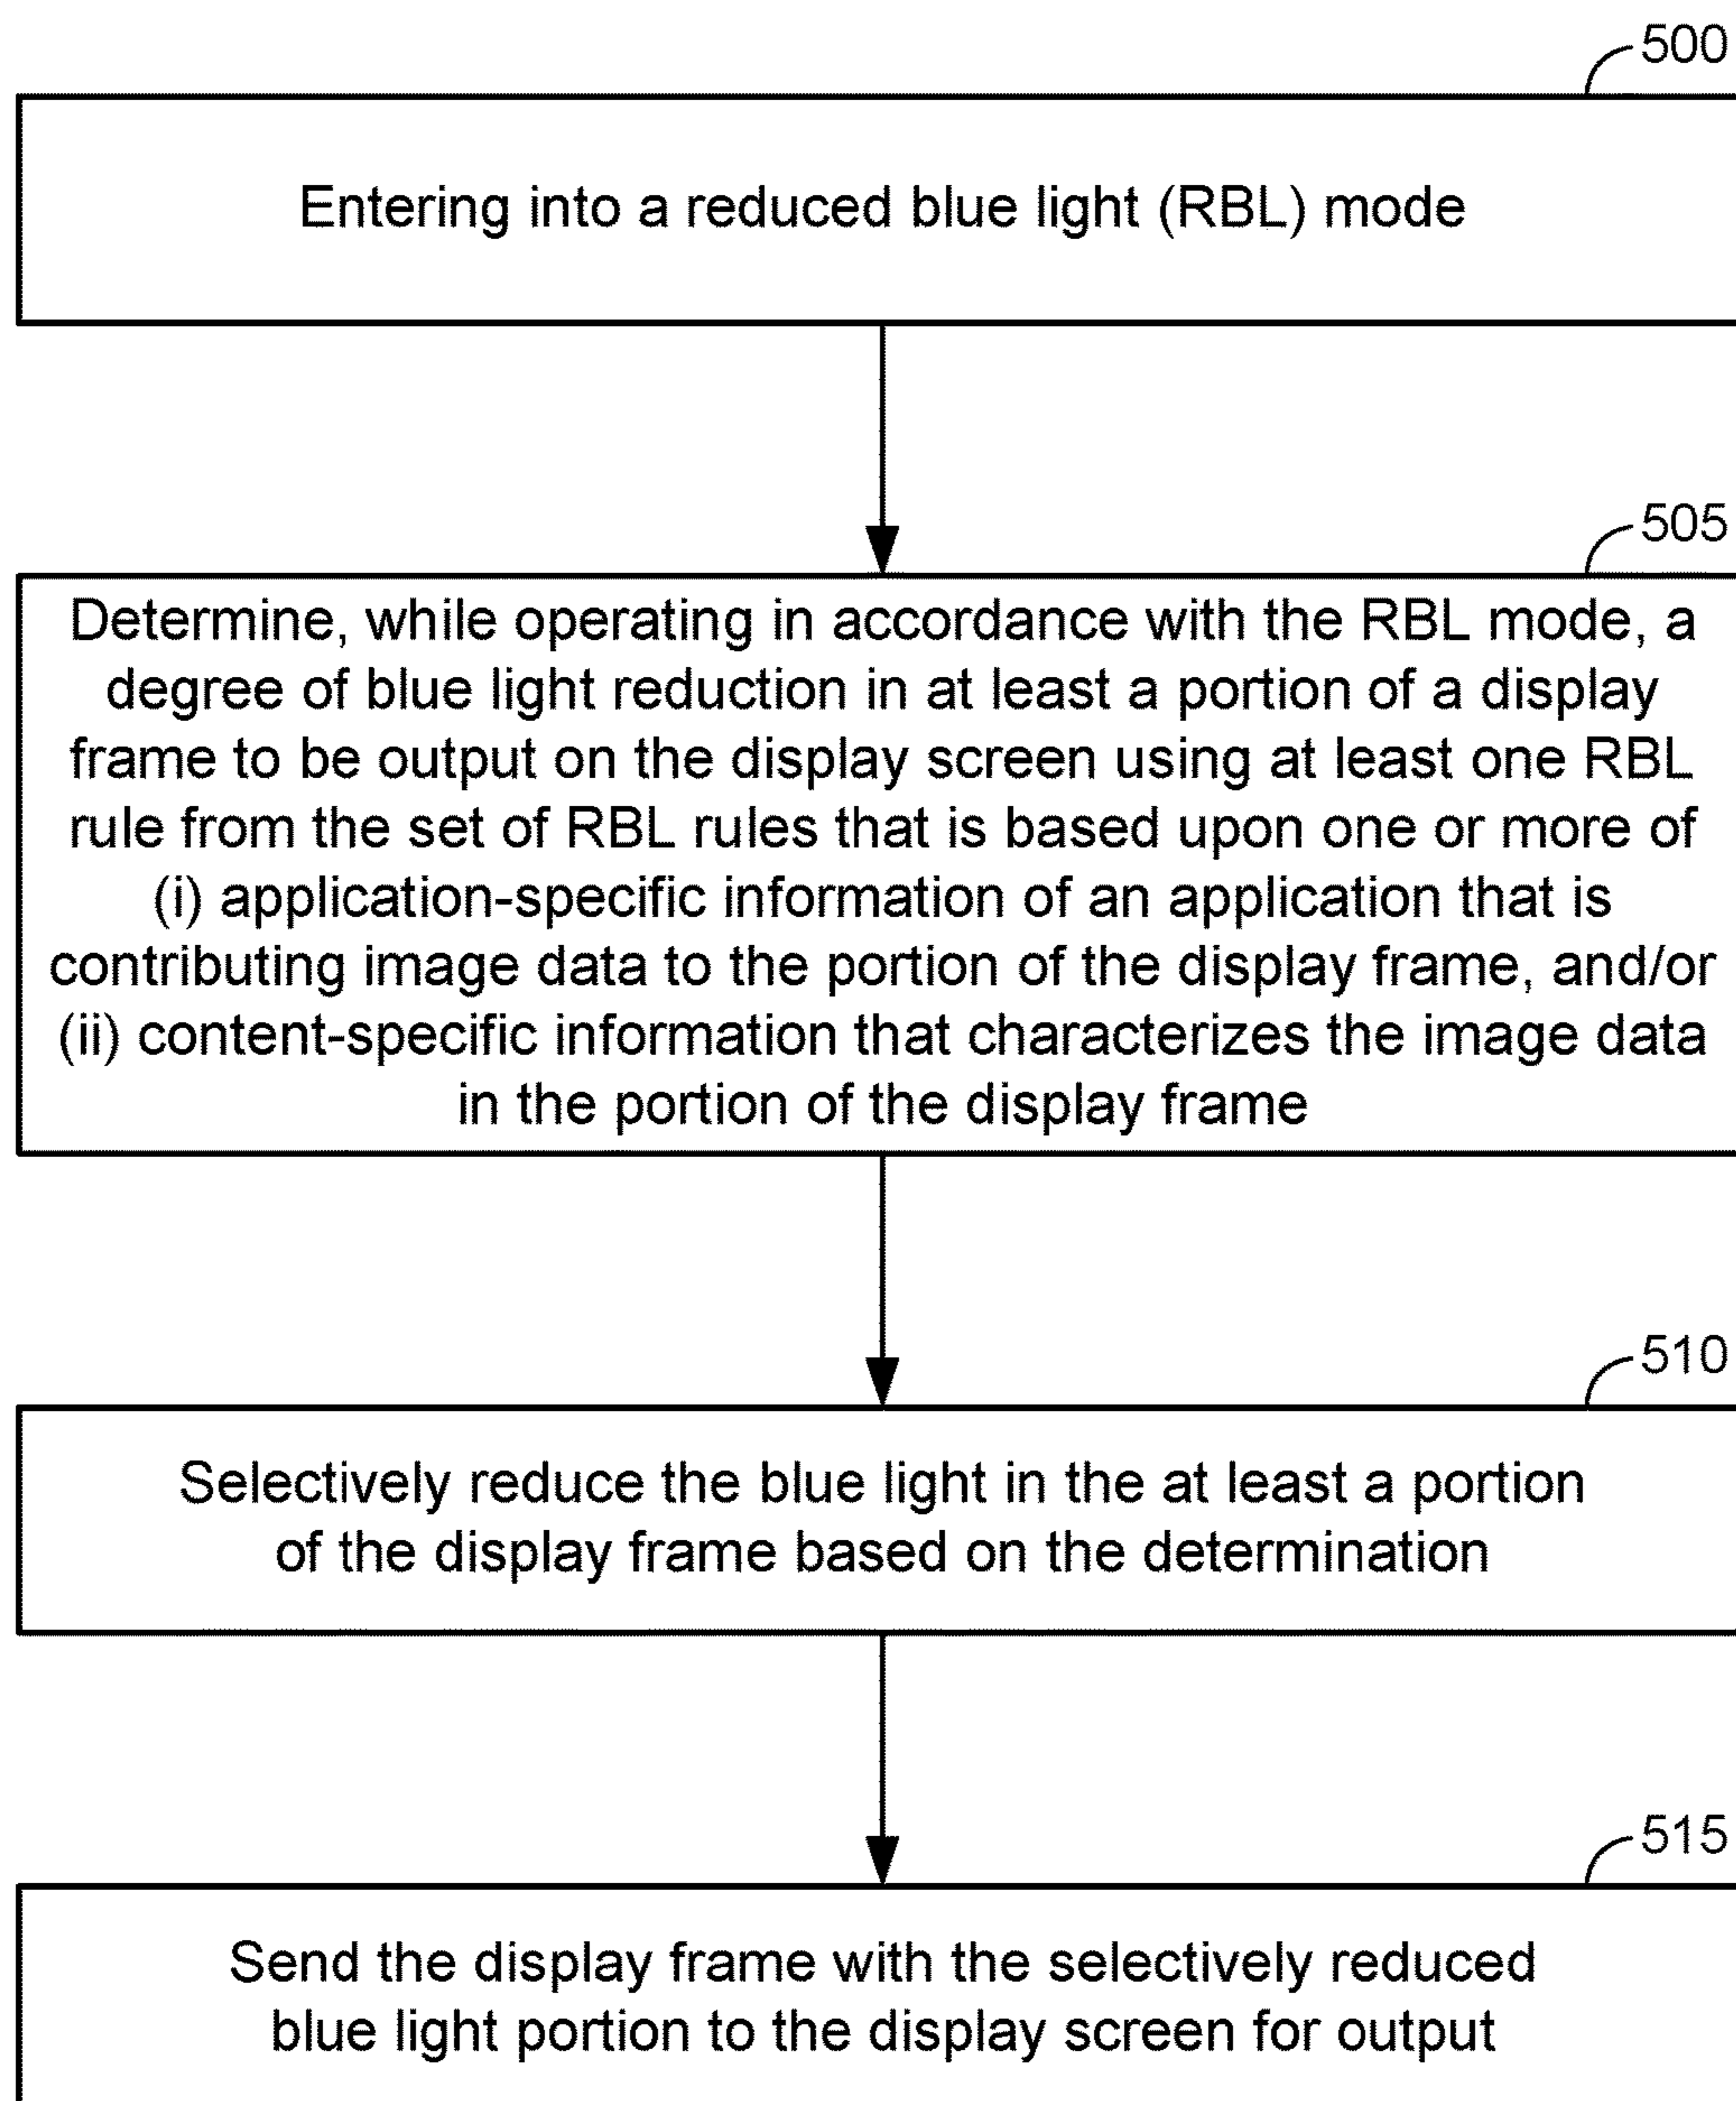 500
Entering into a reduced blue light (RBL) mode
505
Determine, while operating in accordance with the RBL mode, a
degree of blue light reduction in at least a portion of a display
frame to be output on the display screen using at least one RBL
rule from the set of RBL rules that is based upon one or more of
(i) application-specific information of an application that is
contributing image data to the portion of the display frame, and/or
(ii) content-specific information that characterizes the image data
in the portion of the display frame
510
Selectively reduce the blue light in the at least a portion
of the display frame based on the determination
515
Send the display frame with the selectively reduced
blue light portion to the display screen for output